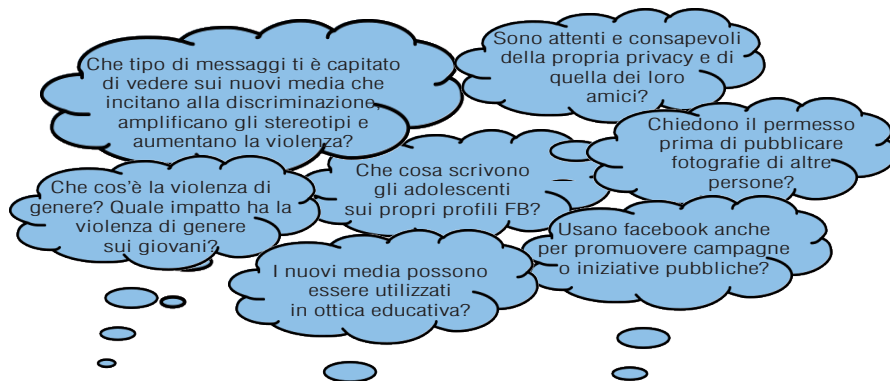 Che tipo di messaggi ti è capitato
di vedere sui nuovi media che
incitano alla discriminazione,
amplificano gli stereotipi e
aumentano la violenza?
Sono attenti e consapevoli
della propria privacy e di
quella dei loro
amici?
Chiedono il permesso
prima di pubblicare
fotografie di altre
persone?
Che cosa scrivono
gli adolescenti
sui propri profili FB?
Che cos'è la violenza di
genere? Quale impatto ha la
violenza di genere
sui giovani?
Usano facebook anche
per promuovere campagne
o iniziative pubbliche?
I nuovi media possono
essere utilizzati
in ottica educativa?